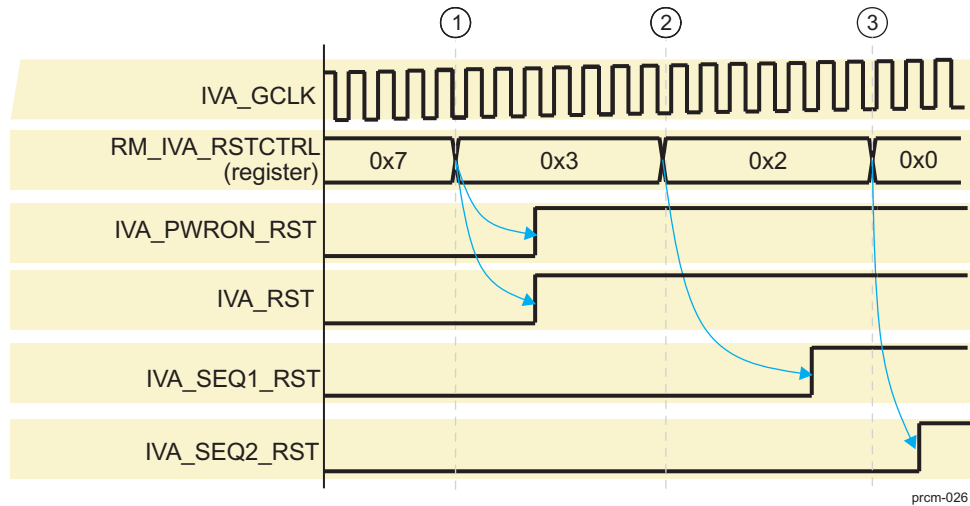 1 2 3
IVA_GCLK
RM_IVA_RSTCTRL
(register)
0x7 0x3 0x2 0x0
IVA_PWRON_RST
IVA_RST
IVA_SEQ1_RST
IVA_SEQ2_RST
prcm-026